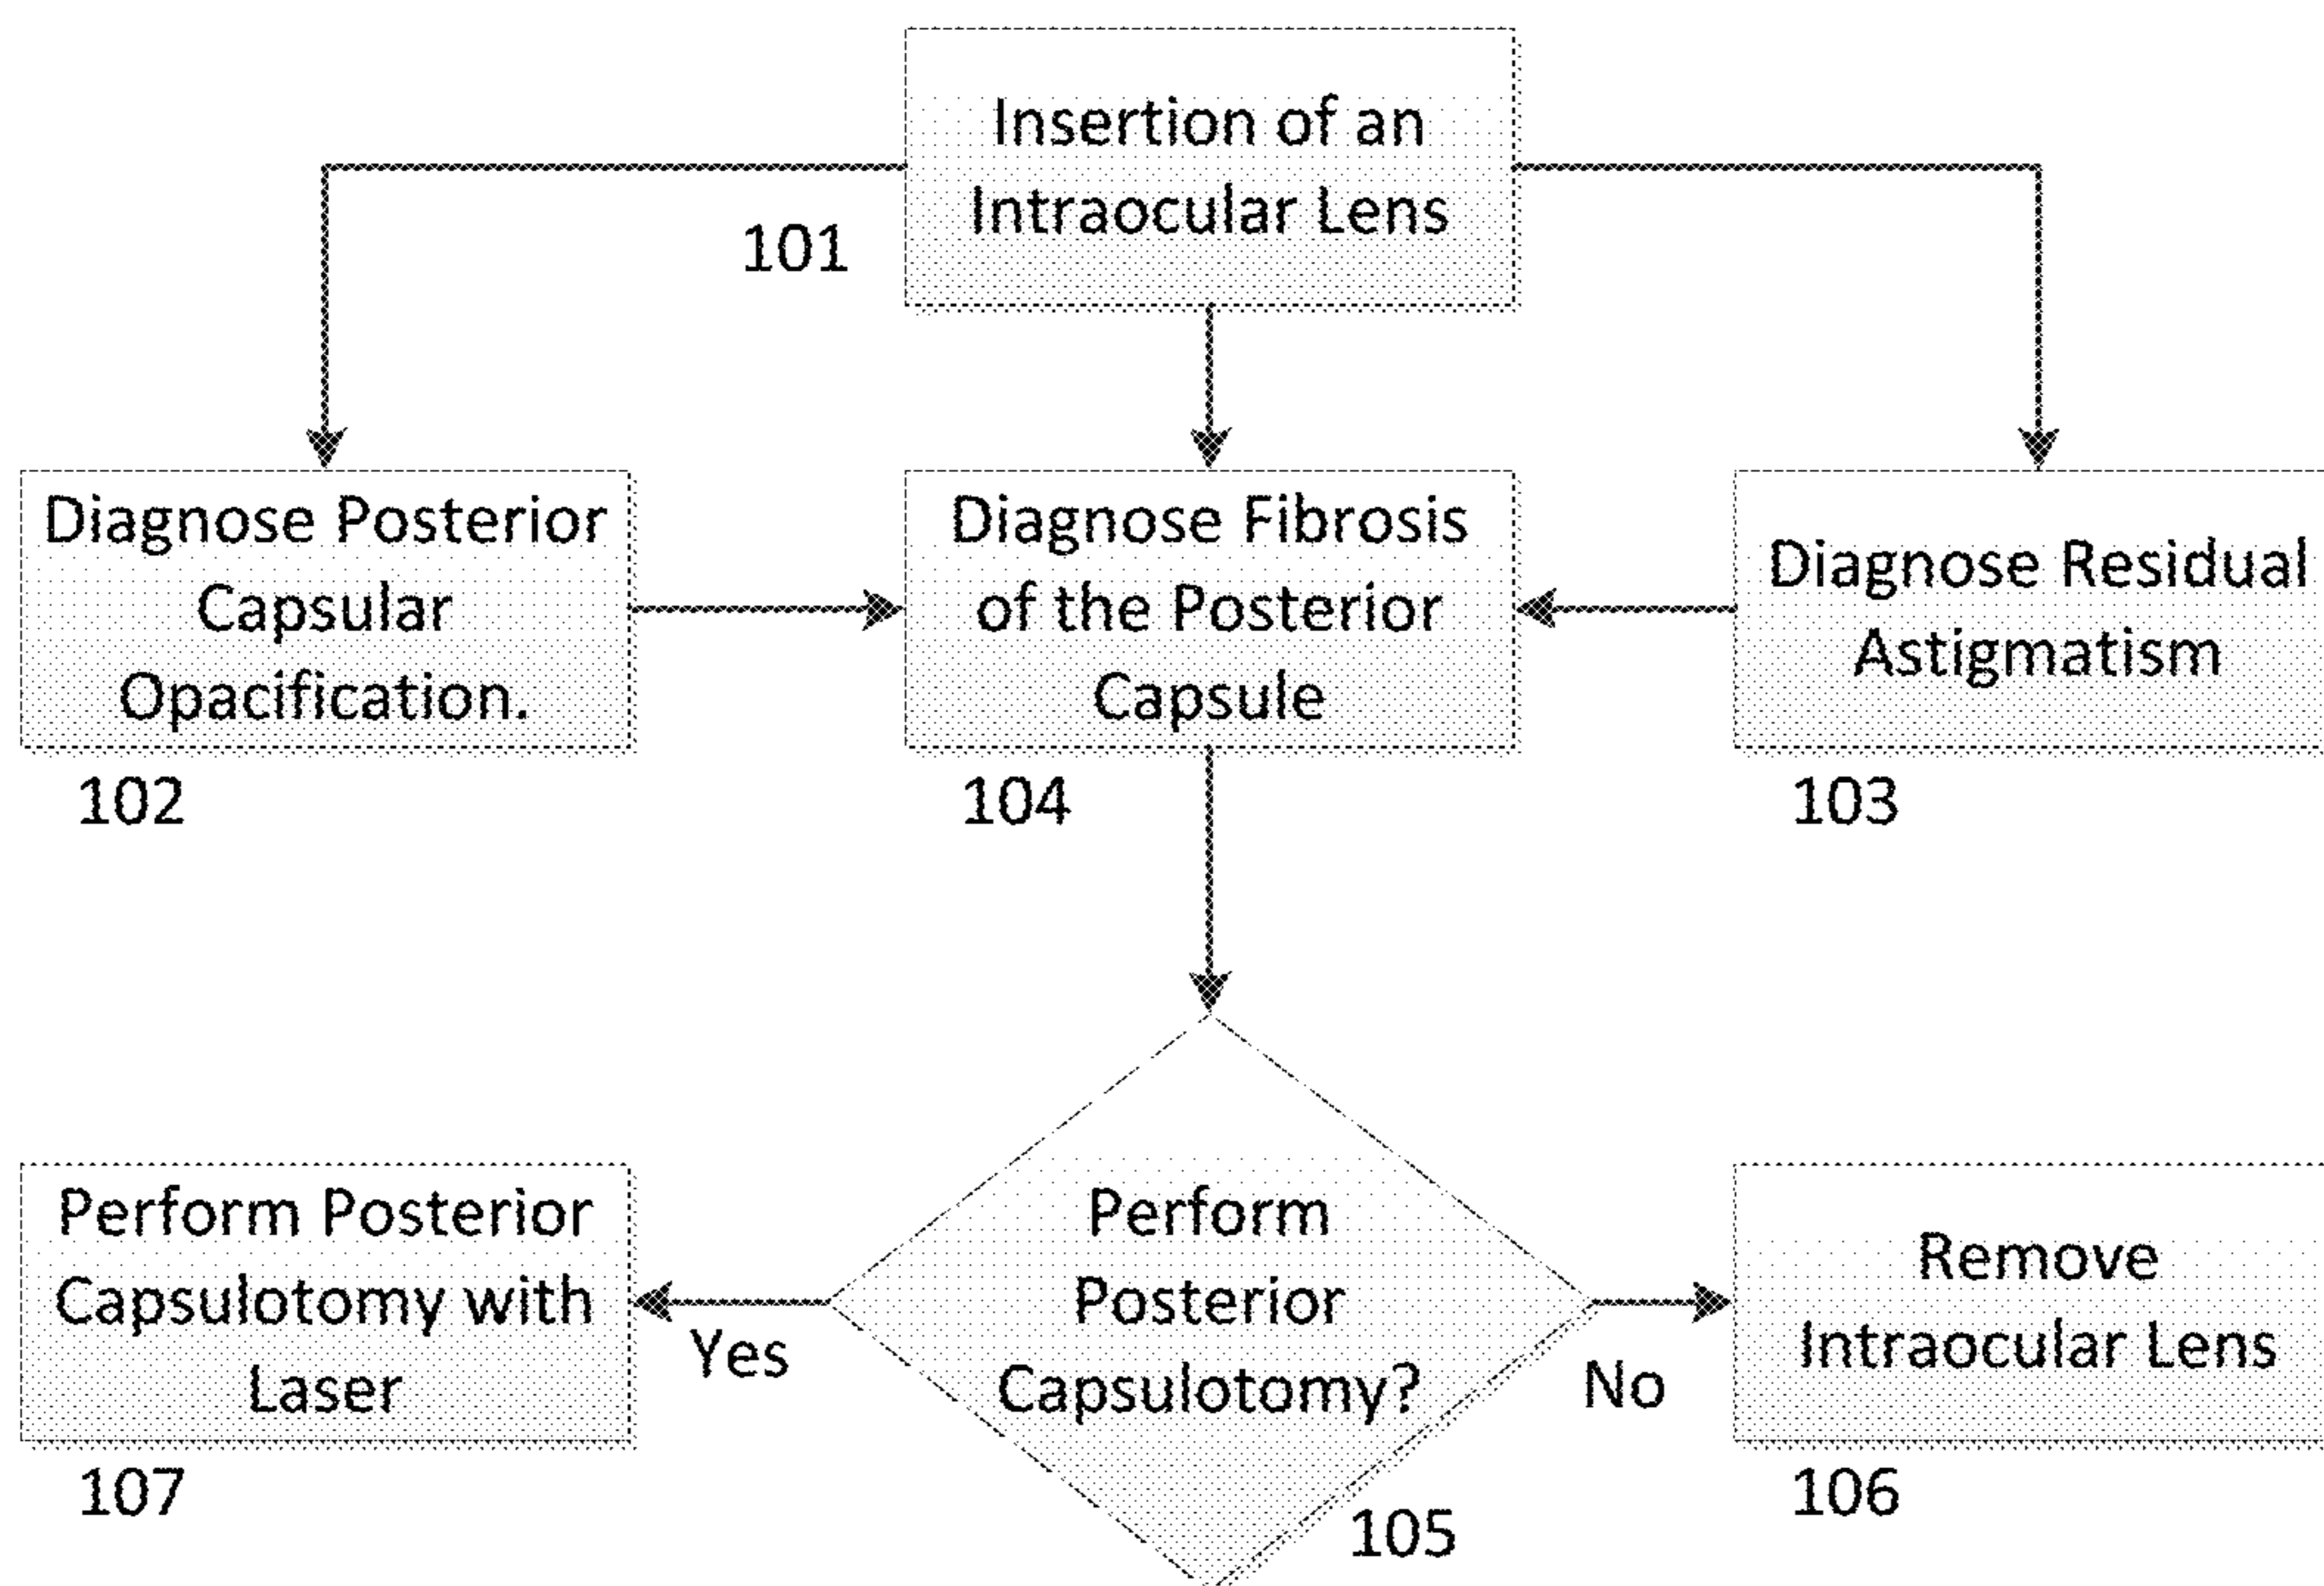 Insertion of an
Intraocular Lens
101
Diagnose Posterior
Capsular
Opacification.
102
Diagnose Fibrosis
of the Posterior
Capsule
104
Diagnose Residual
Astigmatism
103
Perform Posterior
Capsulotomy with
Laser
107
Yes
Perform
Posterior
Capsulotomy?
105
No
Remove
Intraocular Lens
106